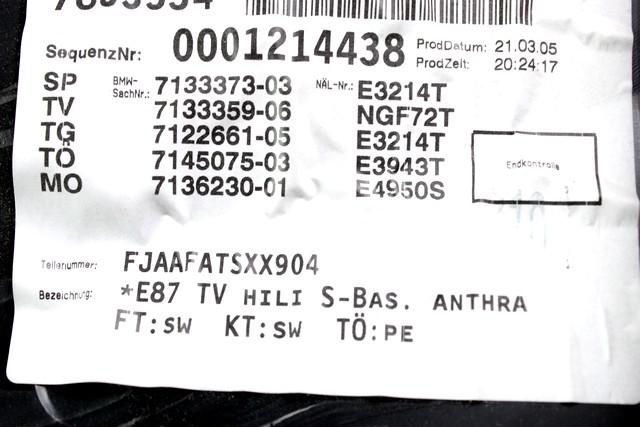 SequenzNr: 0001214438 ProdDatum: 21.03.05
ProdZeit: 20:24:17
SP BMW-SachNr.: 7133373-03 NÄL-Nr.: E3214T
TV 7133359-06 NGF72T
TG 7122661-05 E3214T
TÖ 7145075-03 E3943T
MO 7136230-01 E4950S
Endkontrolle
Teilenummer: FJAAFATSXX904
Bezeichnung: *E87 TV HILI S-BAS. ANTHRA
FT:SW KT:SW TÖ:PE